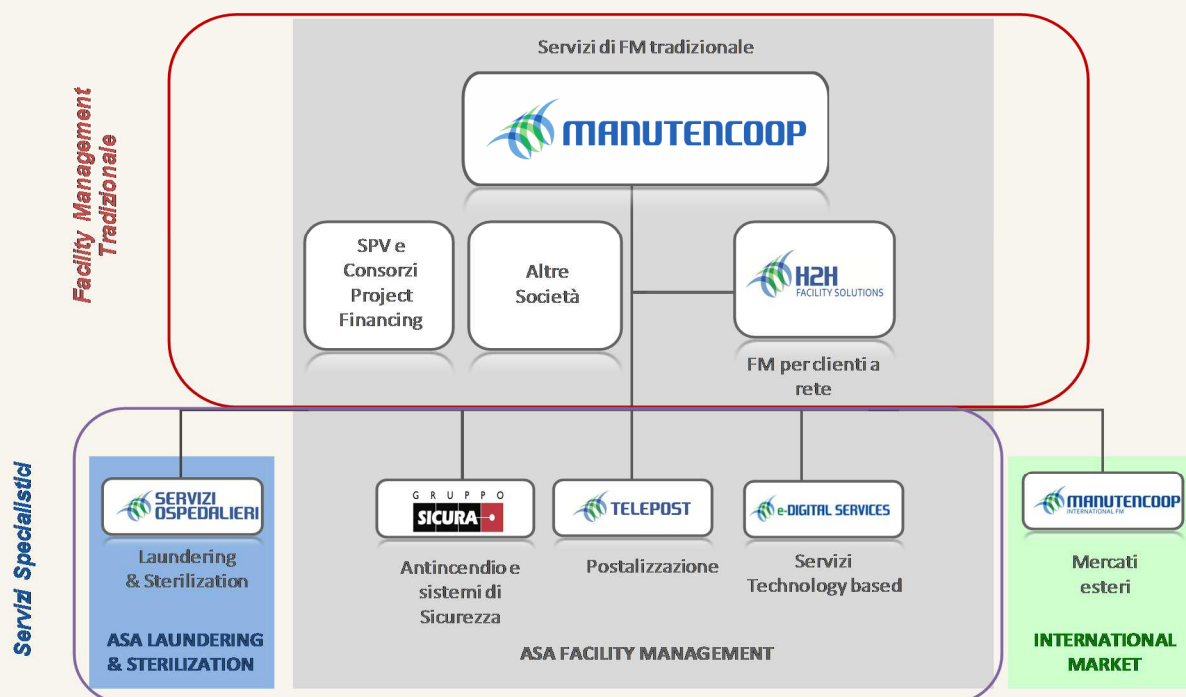 Servizi di FM tradizionale
MANUTENCOOP
Facility Management
Tradizionale
SPV e
Consorzi
Project
Financing
Altre
Società
H2H
FACILITY SOLUTIONS
FM per clienti a
rete
Servizi Specialistici
SERVIZI
OSPEDALIERI
Laundering
& Sterilization
ASA LAUNDERING
& STERILIZATION
GRUPPO
SICURA
Antincendio e
sistemi di
Sicurezza
TELEPOST
Postalizzazione
e-DIGITAL SERVICES
Servizi
Technology based
ASA FACILITY MANAGEMENT
MANUTENCOOP
INTERNATIONAL FM
Mercati
esteri
INTERNATIONAL
MARKET